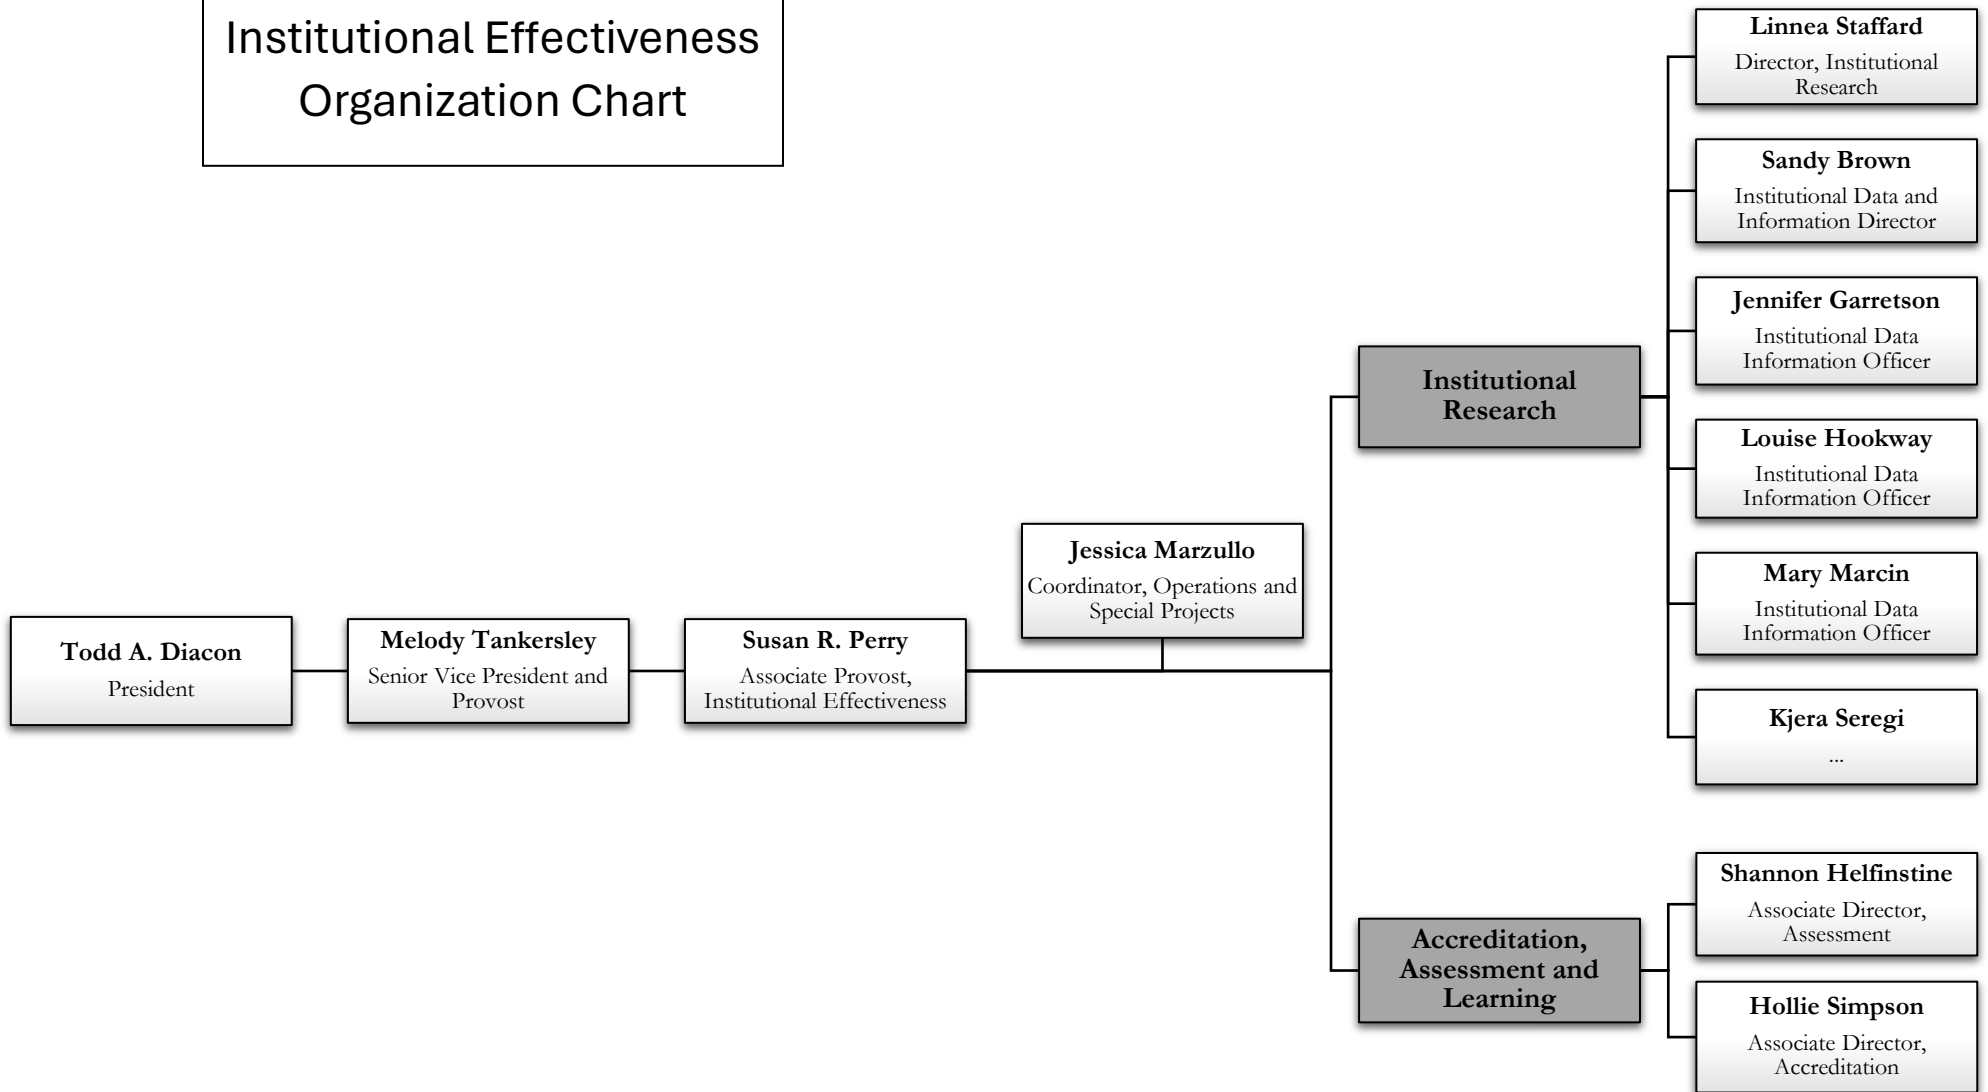 Institutional Effectiveness
Organization Chart
Todd A. Diacon
President
Melody Tankersley
Senior Vice President and
Provost
Susan R. Perry
Associate Provost,
Institutional Effectiveness
Jessica Marzullo
Coordinator, Operations and
Special Projects
Institutional
Research
Linnea Staffard
Director, Institutional
Research
Sandy Brown
Institutional Data and
Information Director
Jennifer Garretson
Institutional Data
Information Officer
Louise Hookway
Institutional Data
Information Officer
Mary Marcin
Institutional Data
Information Officer
Kjera Seregi
...
Accreditation,
Assessment and
Learning
Shannon Helfinstine
Associate Director,
Assessment
Hollie Simpson
Associate Director,
Accreditation